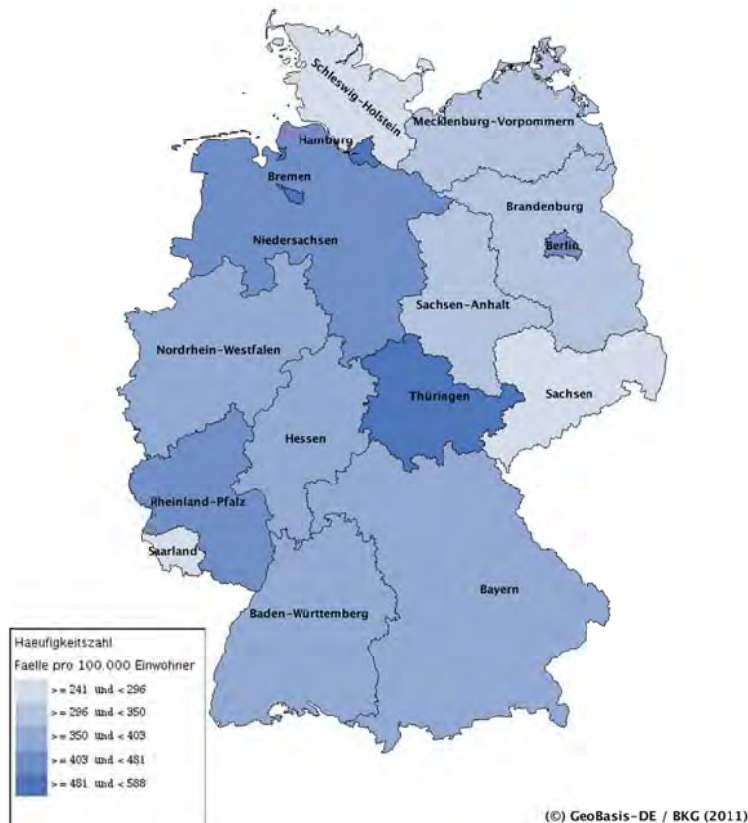 Schleswig-Holstein
Mecklenburg-Vorpommern
Hamburg
Bremen
Brandenburg
Berlin
Niedersachsen
Sachsen-Anhalt
Nordrhein-Westfalen
Thüringen
Sachsen
Hessen
Rheinland-Pfalz
Saarland
Bayern
Baden-Württemberg
Haeufigkeitszahl
Faelle pro 100.000 Einwohner
>= 241 und < 296
>= 296 und < 350
>= 350 und < 403
>= 403 und < 481
>= 481 und < 588
(©) GeoBasis-DE / BKG (2011)